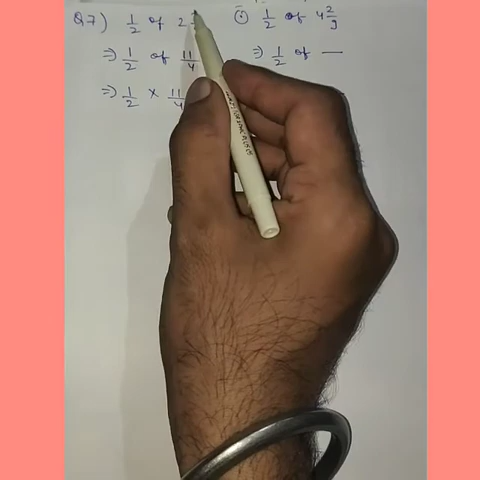 Q7) 1/2 of 2 (i) 1/2 of 4 2/9
⇒ 1/2 of 11/4 ⇒ 1/2 of —
⇒ 1/2 × 11/4